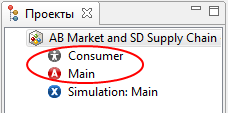 Проекты
AB Market and SD Supply Chain
Consumer
Main
Simulation: Main